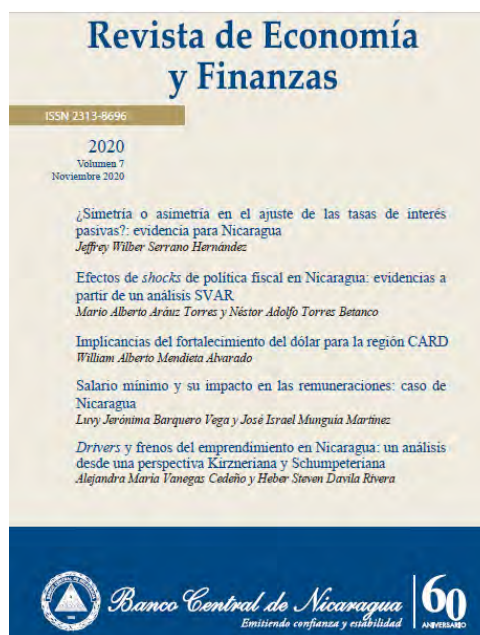 Revista de Economía
y Finanzas
ISSN 2313-8696
2020
Volumen 7
Noviembre 2020
¿Simetría o asimetría en el ajuste de las tasas de interés
pasivas?: evidencia para Nicaragua
Jeffrey Wilber Serrano Hernández
Efectos de shocks de política fiscal en Nicaragua: evidencias a
partir de un análisis SVAR
Mario Alberto Aráuz Torres y Néstor Adolfo Torres Betanco
Implicancias del fortalecimiento del dólar para la región CARD
William Alberto Mendieta Alvarado
Salario mínimo y su impacto en las remuneraciones: caso de
Nicaragua
Luvy Jerónima Barquero Vega y José Israel Munguía Martínez
Drivers y frenos del emprendimiento en Nicaragua: un análisis
desde una perspectiva Kirzneriana y Schumpeteriana
Alejandra María Vanegas Cedeño y Heber Steven Davila Rivera
Banco Central de Nicaragua
Emitiendo confianza y estabilidad
60
ANIVERSARIO